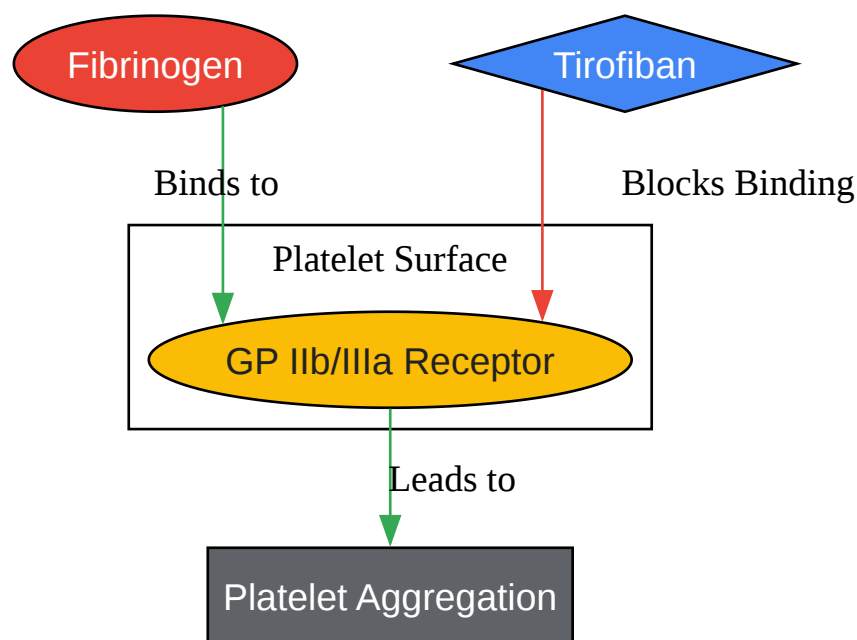 Fibrinogen
Tirofiban
Binds to
Blocks Binding
Platelet Surface
GP IIb/IIIa Receptor
Leads to
Platelet Aggregation